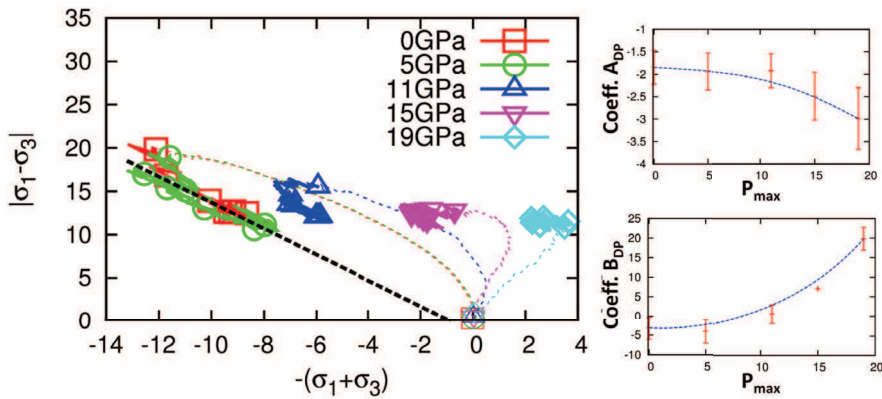 35
30
25
20
15
10
5
0
|σ1-σ3|
-14 -12 -10 -8 -6 -4 -2 0 2 4
-(σ1+σ3)
0GPa
5GPa
11GPa
15GPa
19GPa
-1
-1.5
-2
-2.5
-3
-3.5
-4
Coeff. ADP
0 5 10 15 20
Pmax
25
20
15
10
5
0
-5
-10
Coeff. BDP
0 5 10 15 20
Pmax